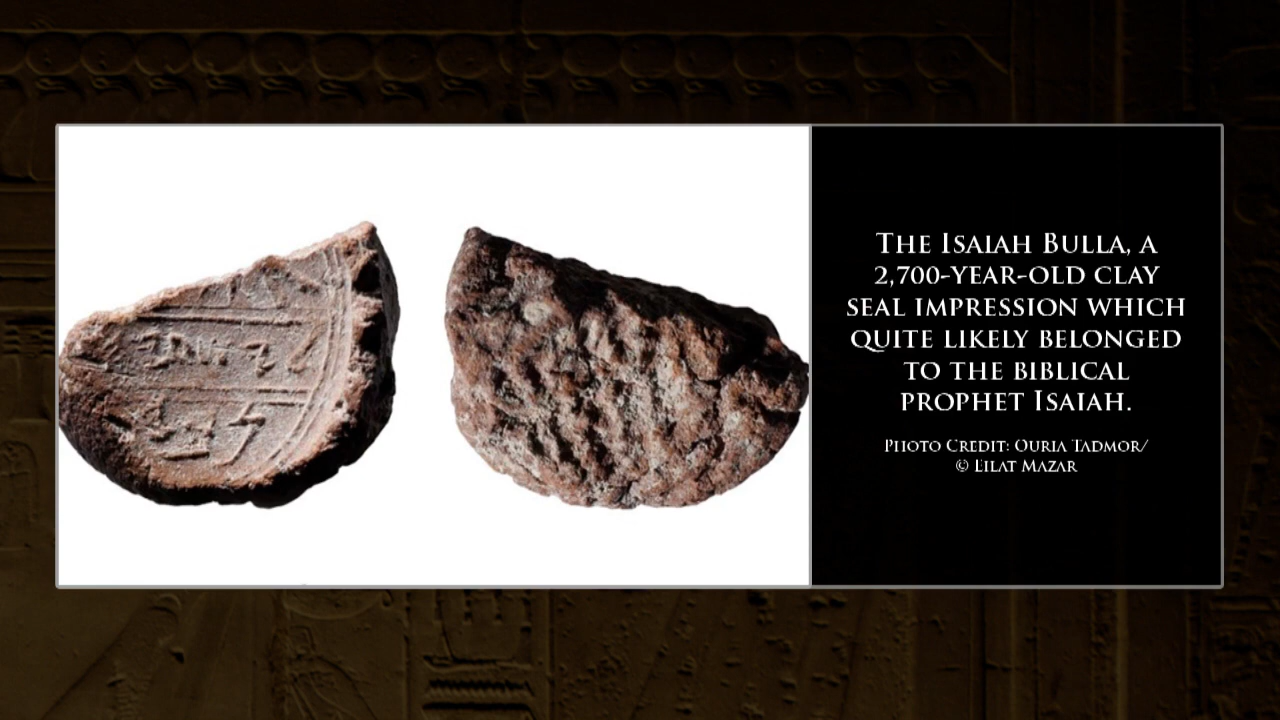 The Isaiah Bulla, a
2,700-year-old clay
seal impression which
quite likely belonged
to the biblical
prophet Isaiah.
Photo Credit: Ouria Tadmor/
© Eilat Mazar